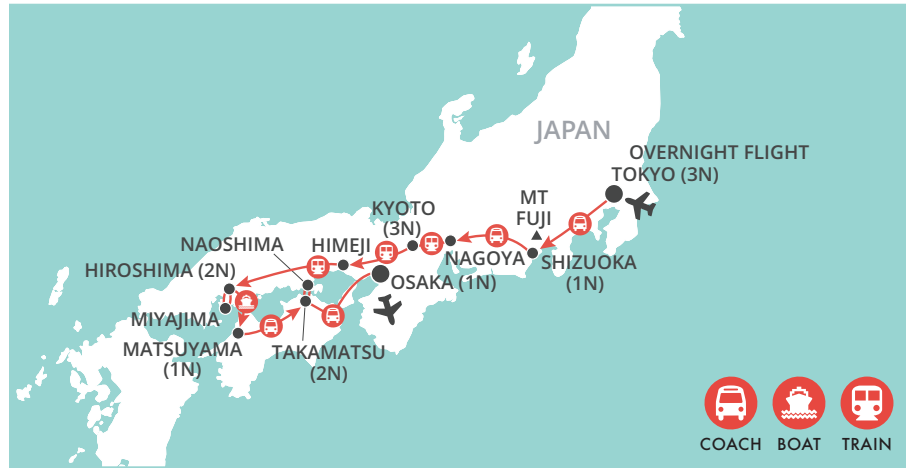 JAPAN
OVERNIGHT FLIGHT
TOKYO (3N)
MT
FUJI
KYOTO
(3N)
NAOSHIMA
HIMEJI
NAGOYA
SHIZUOKA
(1N)
HIROSHIMA (2N)
OSAKA (1N)
MIYAJIMA
MATSUYAMA
(1N)
TAKAMATSU
(2N)
COACH
BOAT
TRAIN